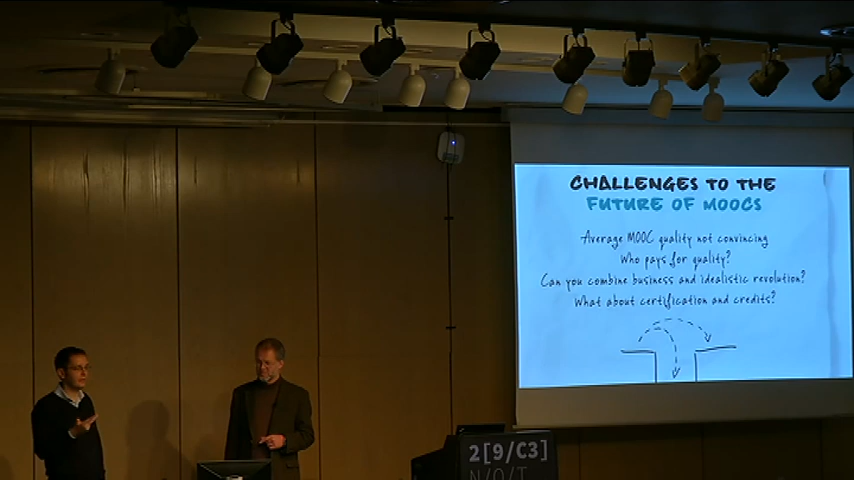 CHALLENGES TO THE
FUTURE OF MOOCS
Average MOOC quality not convincing
Who pays for quality?
Can you combine business and idealistic revolution?
What about certification and credits?
2[9/C3]
N/O/T